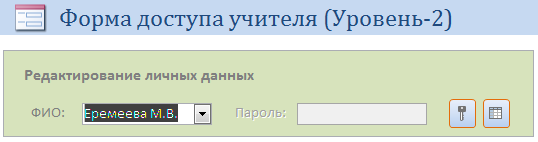 Форма доступа учителя (Уровень-2)
Редактирование личных данных
ФИО: Еремеева М.В. Пароль: